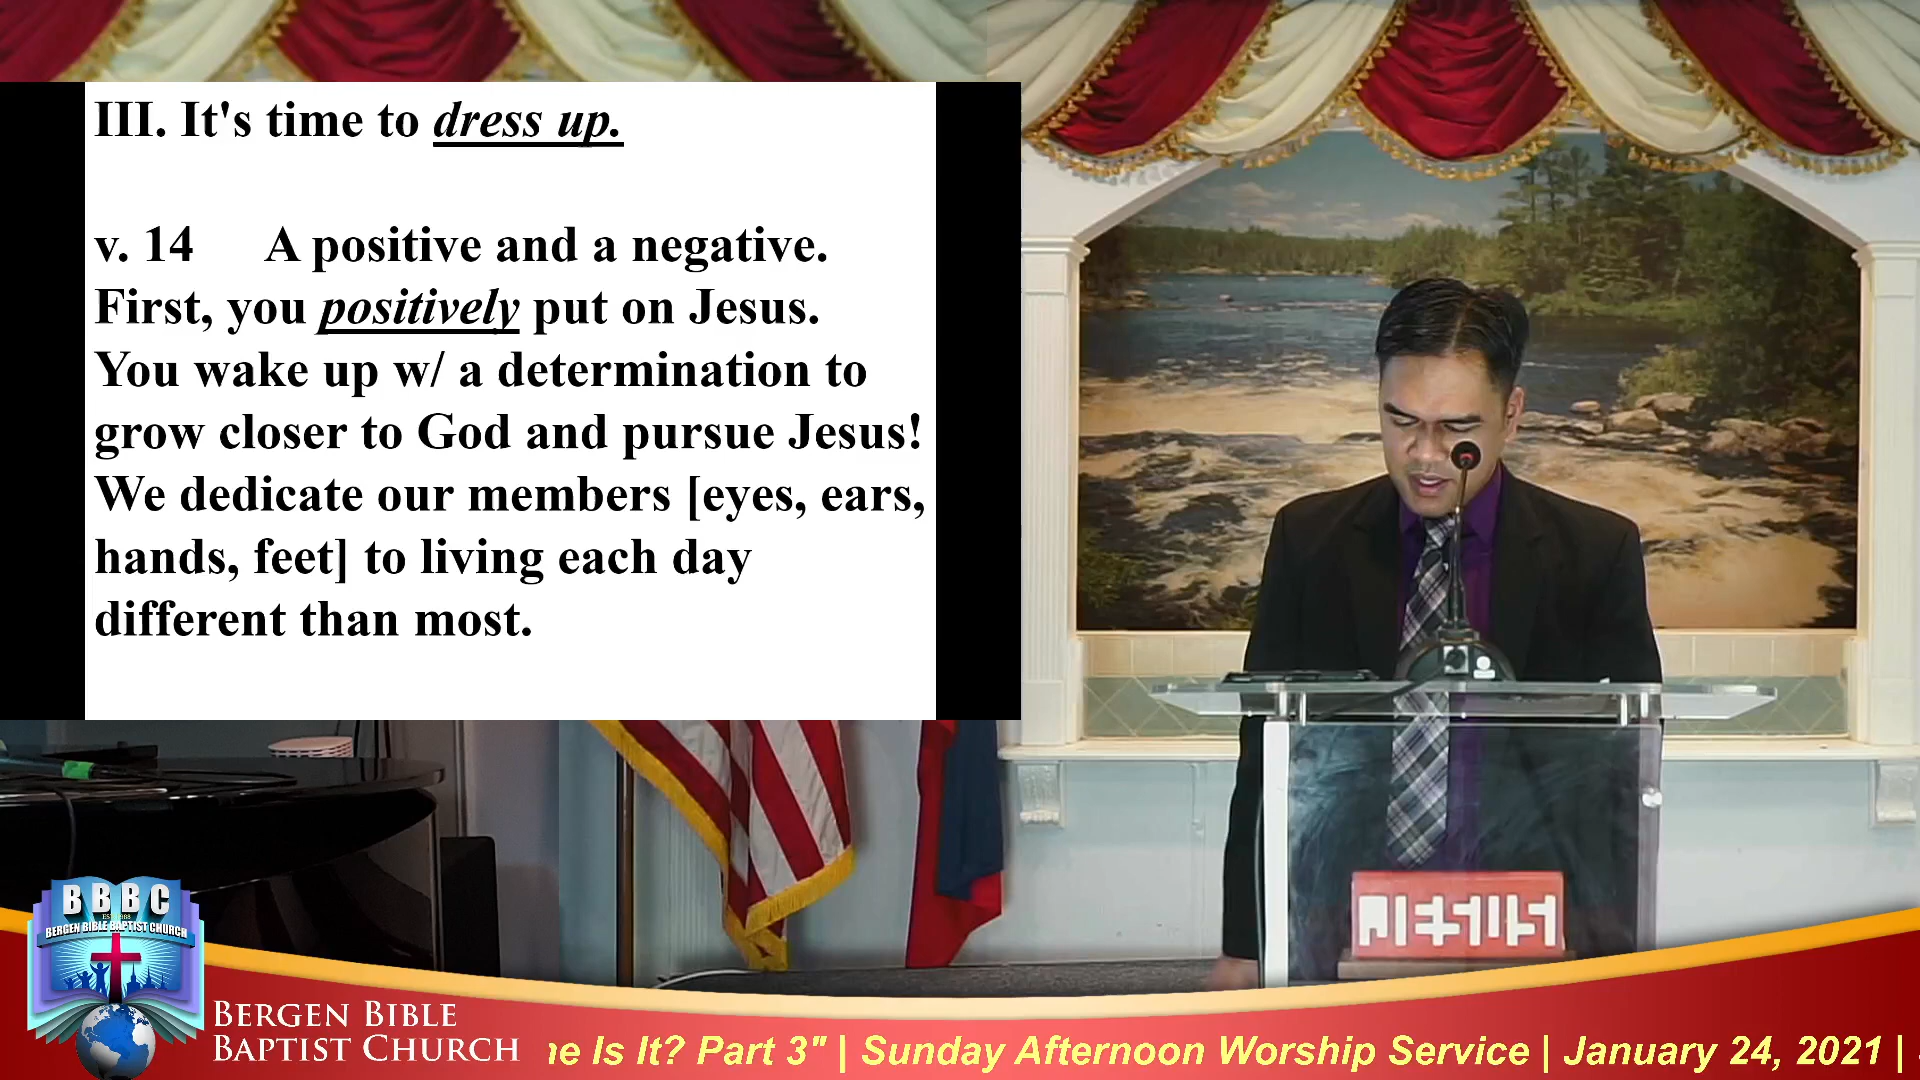 III. It's time to dress up.
v. 14 A positive and a negative.
First, you positively put on Jesus.
You wake up w/ a determination to
grow closer to God and pursue Jesus!
We dedicate our members [eyes, ears,
hands, feet] to living each day
different than most.
BBBC
BERGEN BIBLE BAPTIST CHURCH
BERGEN BIBLE
BAPTIST CHURCH
Is It? Part 3" | Sunday Afternoon Worship Service | January 24, 2021 |